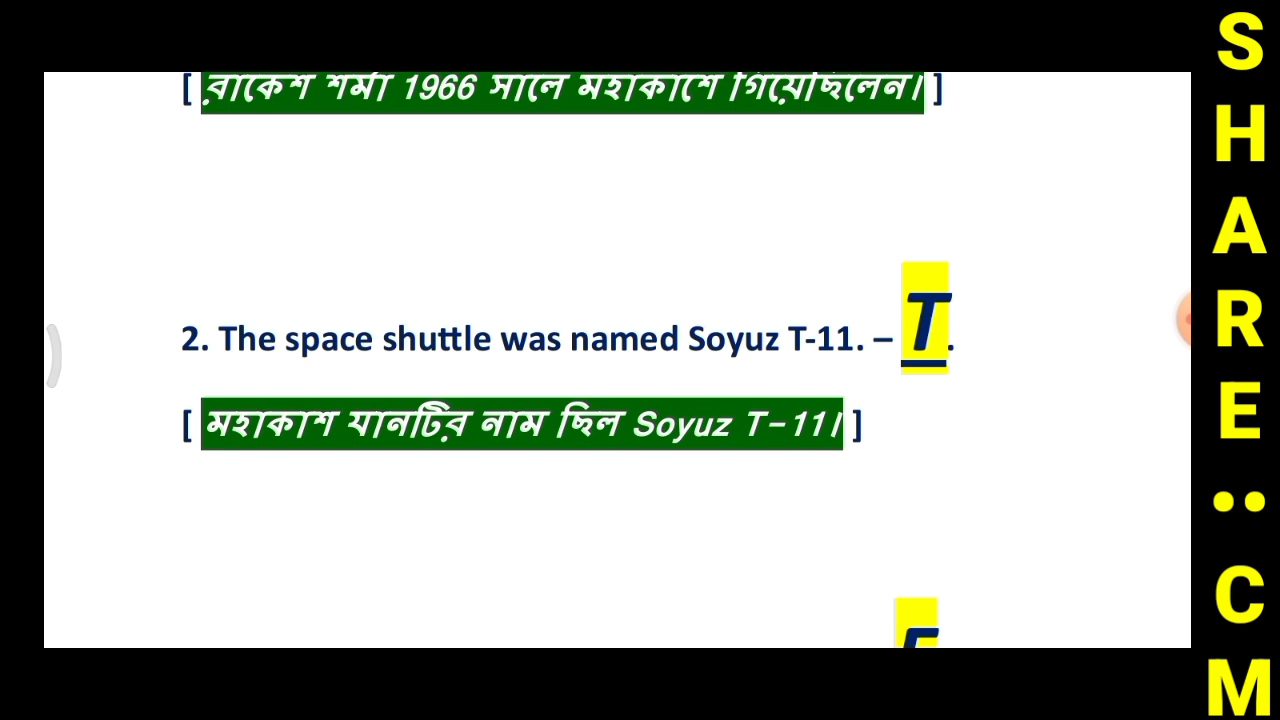 [ রাকেশ শর্মা 1966 সালে মহাকাশে গিয়েছিলেন। ]
2. The space shuttle was named Soyuz T-11. – T.
[ মহাকাশ যানটির নাম ছিল Soyuz T-11। ]
SHARE :CM